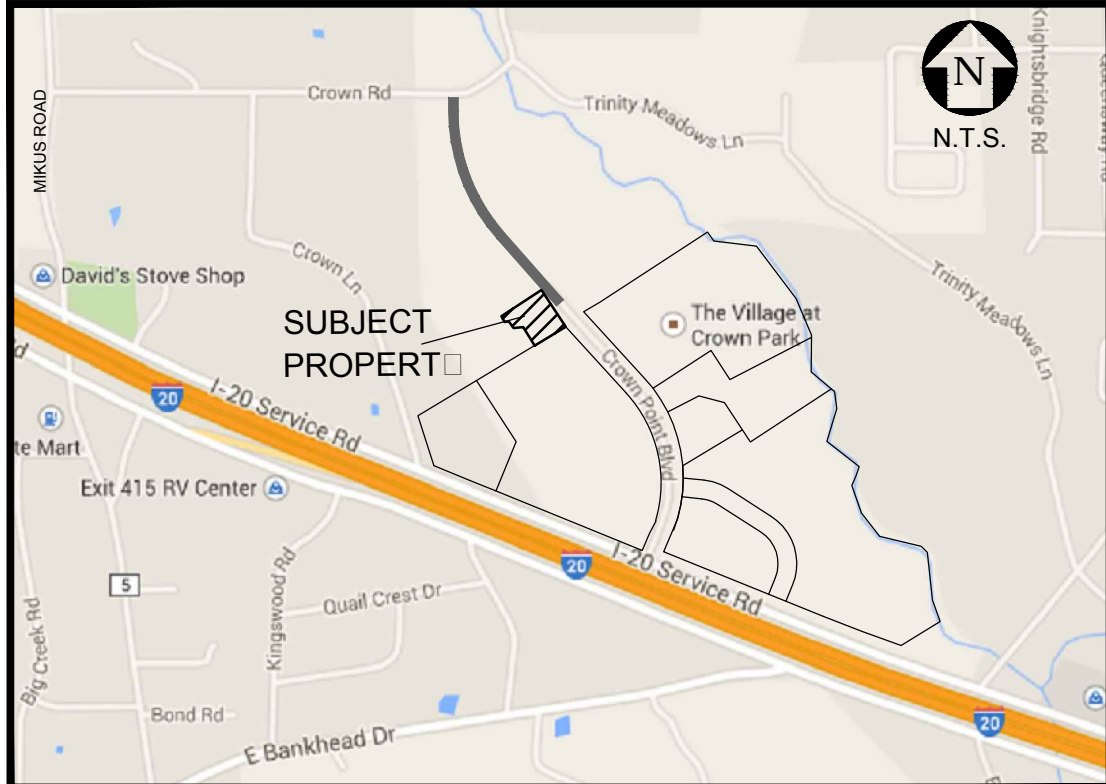 Crown Rd
MIKUS ROAD
Trinity Meadows Ln
N
N.T.S.
Knightsbridge Rd
David's Stove Shop
Crown Ln
SUBJECT
PROPERT□
The Village at
Crown Park
Trinity Meadows Ln
Crown Point Blvd
20
I-20 Service Rd
te Mart
Exit 415 RV Center
20
I-20 Service Rd
5
Quail Crest Dr
Kingswood Rd
Big Creek Rd
Bond Rd
E Bankhead Dr
20